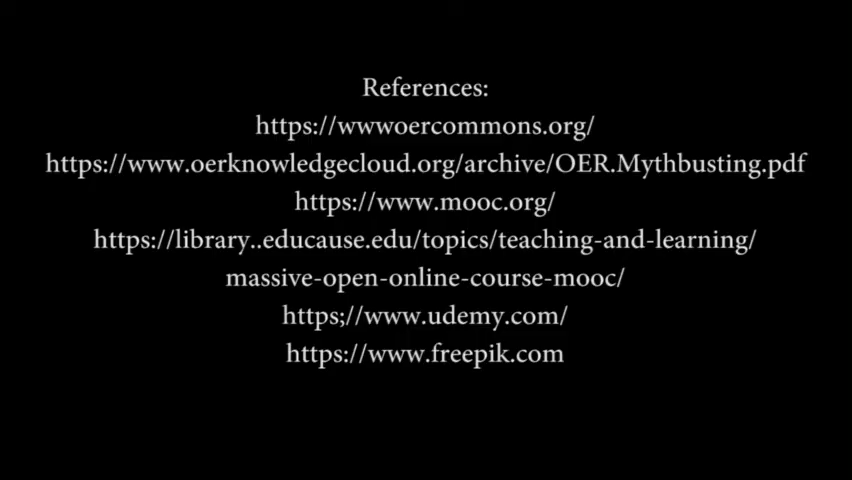 References:
https://wwwoercommons.org/
https://www.oerknowledgecloud.org/archive/OER.Mythbusting.pdf
https://www.mooc.org/
https://library..educause.edu/topics/teaching-and-learning/
massive-open-online-course-mooc/
https;//www.udemy.com/
https://www.freepik.com